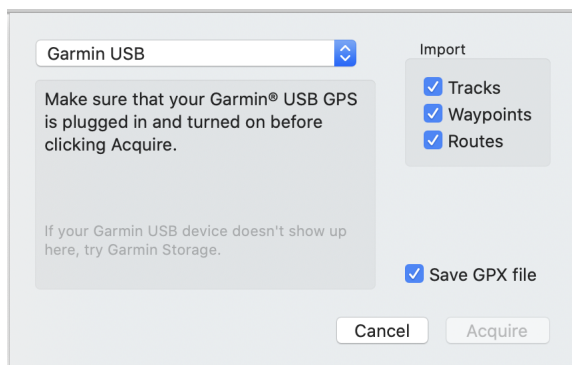 Garmin USB
Make sure that your Garmin® USB GPS
is plugged in and turned on before
clicking Acquire.
If your Garmin USB device doesn't show up
here, try Garmin Storage.
Import
Tracks
Waypoints
Routes
Save GPX file
Cancel
Acquire